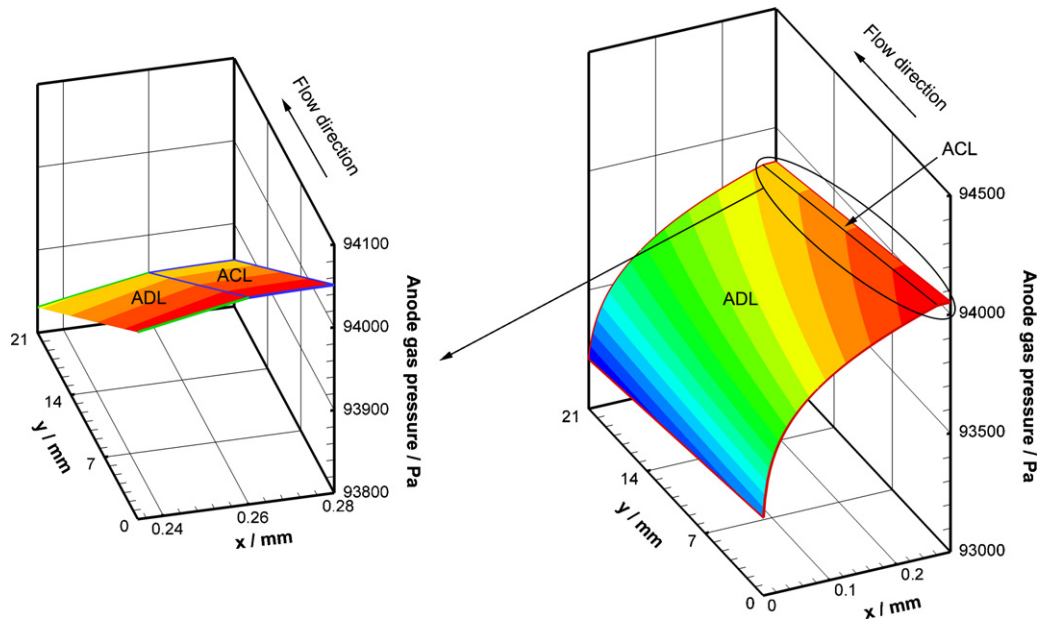 Flow direction
ACL
ADL
94100
94000
93900
93800
Anode gas pressure / Pa
21
14
7
0
y / mm
0.24
0.26
0.28
x / mm
Flow direction
ACL
ADL
94500
94000
93500
93000
Anode gas pressure / Pa
21
14
7
0
y / mm
0
0.1
0.2
x / mm